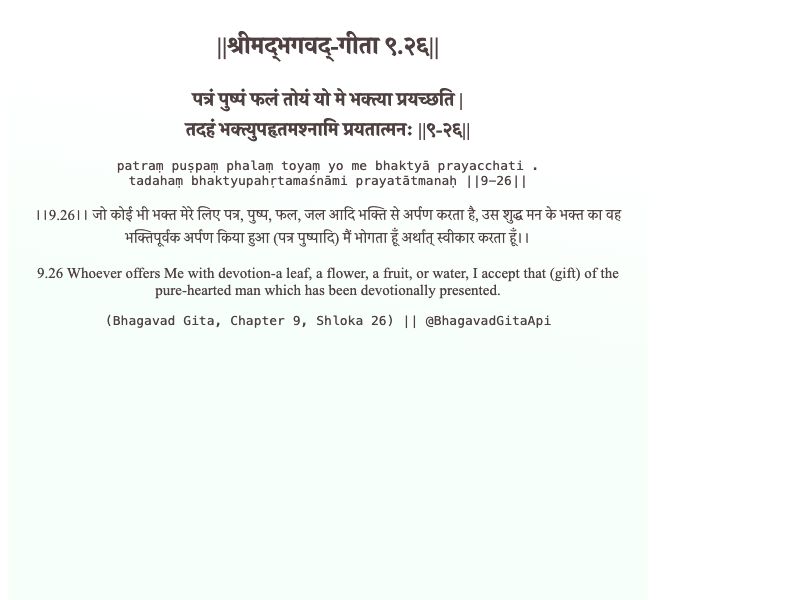 ||श्रीमद्‍भगवद्‍-गीता ९.२६||
पत्रं पुष्पं फलं तोयं यो मे भक्त्या प्रयच्छति |
तदहं भक्त्युपहृतमश्नामि प्रयतात्मनः ||९-२६||
patraṃ puṣpaṃ phalaṃ toyaṃ yo me bhaktyā prayacchati .
tadahaṃ bhaktyupahṛtamaśnāmi prayatātmanaḥ ||9-26||
।।9.26।। जो कोई भी भक्त मेरे लिए पत्र, पुष्प, फल, जल आदि भक्ति से अर्पण करता है, उस शुद्ध मन के भक्त का वह
भक्तिपूर्वक अर्पण किया हुआ (पत्र पुष्पादि) मैं भोगता हूँ अर्थात् स्वीकार करता हूँ।।
9.26 Whoever offers Me with devotion-a leaf, a flower, a fruit, or water, I accept that (gift) of the
pure-hearted man which has been devotionally presented.
(Bhagavad Gita, Chapter 9, Shloka 26) || @BhagavadGitaApi